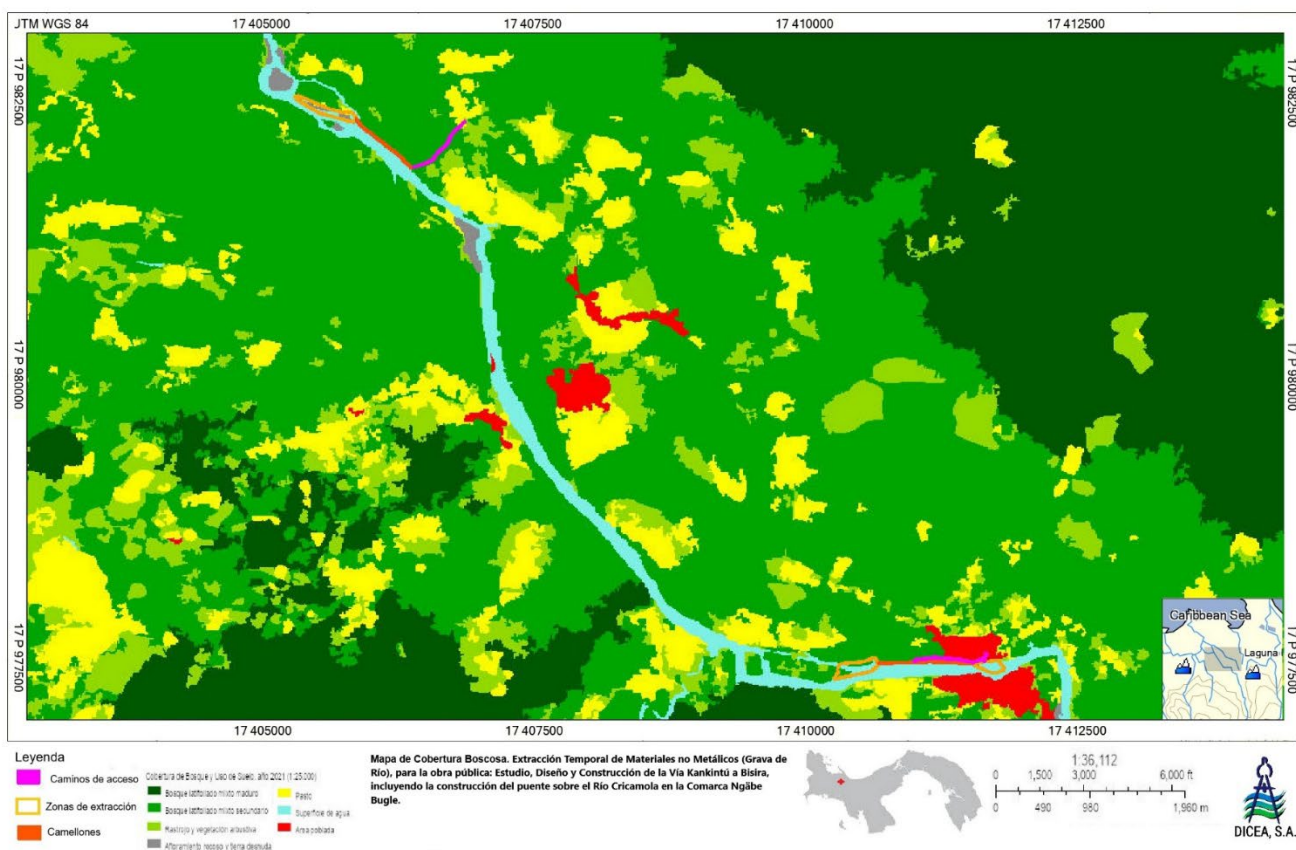 JTM WGS 84
17 405000
17 407500
17 410000
17 412500
17 P 982500
17 P 982500
17 P 980000
17 P 980000
17 P 977500
17 P 977500
Caribbean Sea
Laguna
17 405000
17 407500
17 410000
17 412500
Leyenda
Caminos de acceso
Zonas de extracción
Camellones
Cobertura de Bosque y Uso de Suelo, año 2021 (1:25.000)
Bosque latifoliado mixto maduro
Bosque latifoliado mixto secundario
Rastrojo y vegetación arbustiva
Afloramiento rocoso y tierra desnuda
Pasto
Superficie de agua
Area poblada
Mapa de Cobertura Boscosa. Extracción Temporal de Materiales no Metálicos (Grava de
Río), para la obra pública: Estudio, Diseño y Construcción de la Vía Kankintú a Bisira,
incluyendo la construcción del puente sobre el Río Cricamola en la Comarca Ngäbe
Bugle.
1:36,112
0 1,500 3,000 6,000 ft
0 490 980 1,960 m
DICEA, S.A.